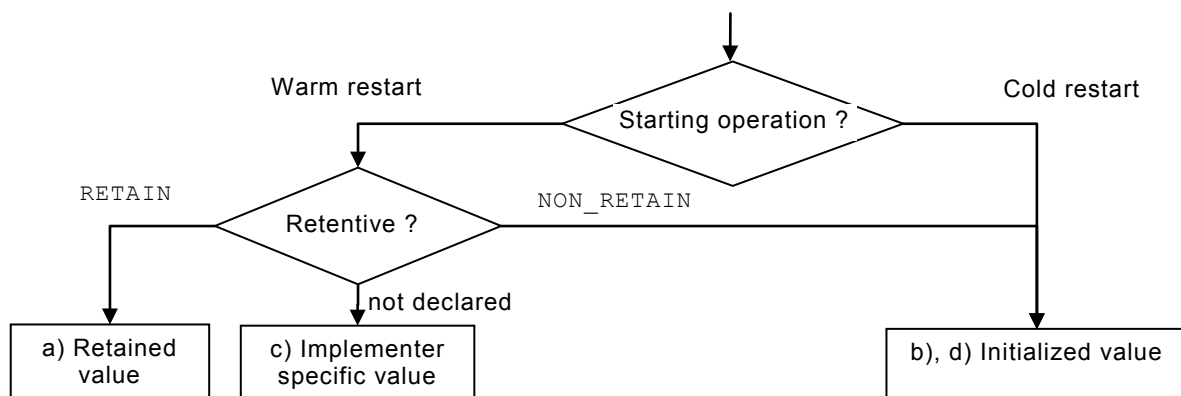 Warm restart
Cold restart
Starting operation ?
RETAIN
NON_RETAIN
Retentive ?
not declared
a) Retained
value
c) Implementer
specific value
b), d) Initialized value